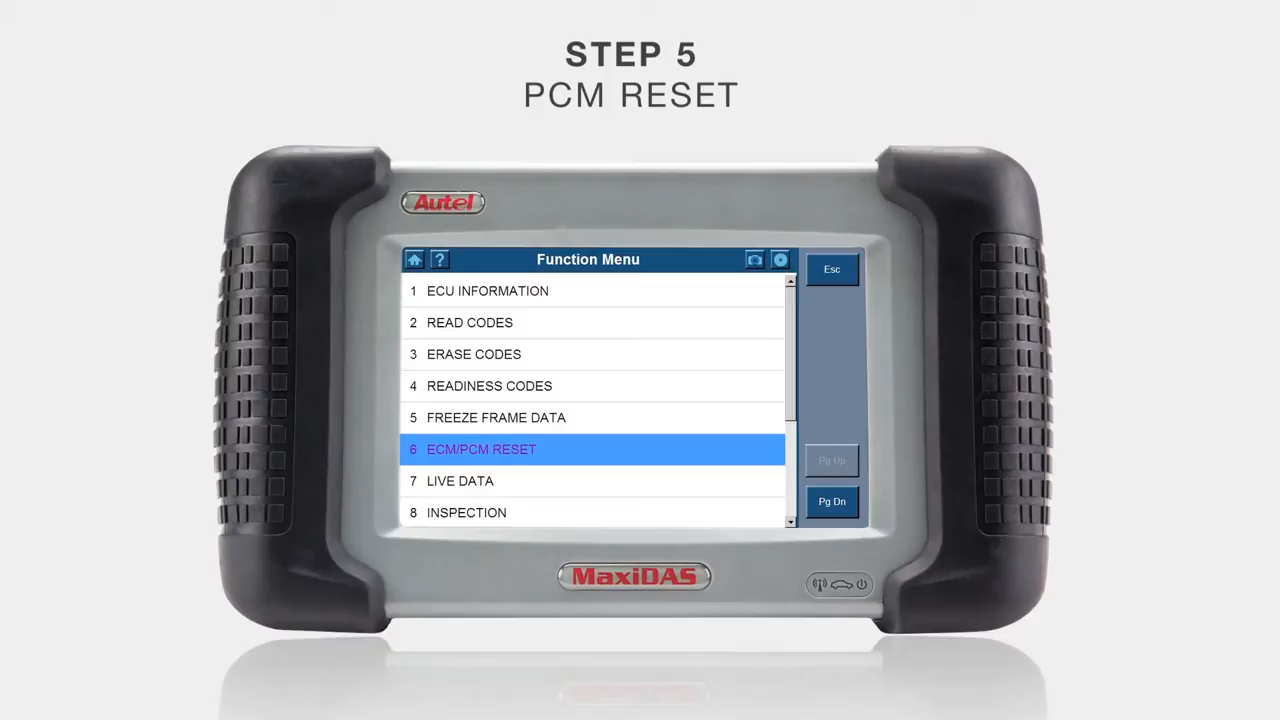 STEP 5
PCM RESET
Autel
? Function Menu
Esc
1 ECU INFORMATION
2 READ CODES
3 ERASE CODES
4 READINESS CODES
5 FREEZE FRAME DATA
6 ECM/PCM RESET
7 LIVE DATA
8 INSPECTION
Pg Up
Pg Dn
MaxiDAS